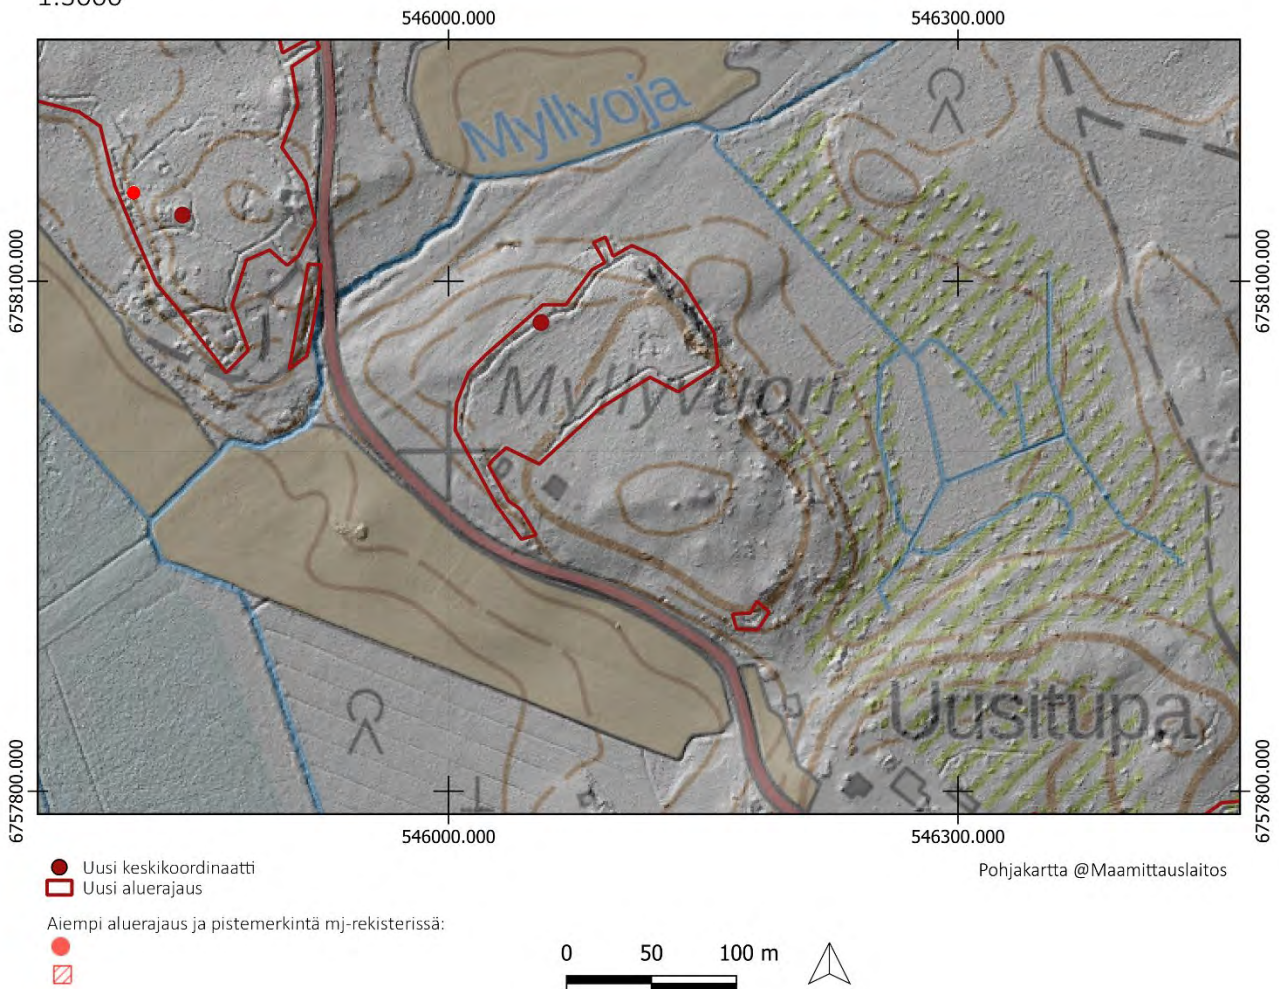 546000.000 546300.000
Myllyoja
6758100.000 6758100.000
Myllyvuori
Uusitupa
6757800.000 6757800.000
546000.000 546300.000
Uusi keskikoordinaatti
Uusi aluerajaus
Pohjakartta @Maamittauslaitos
Aiempi aluerajaus ja pistemerkintä mj-rekisterissä:
0 50 100 m